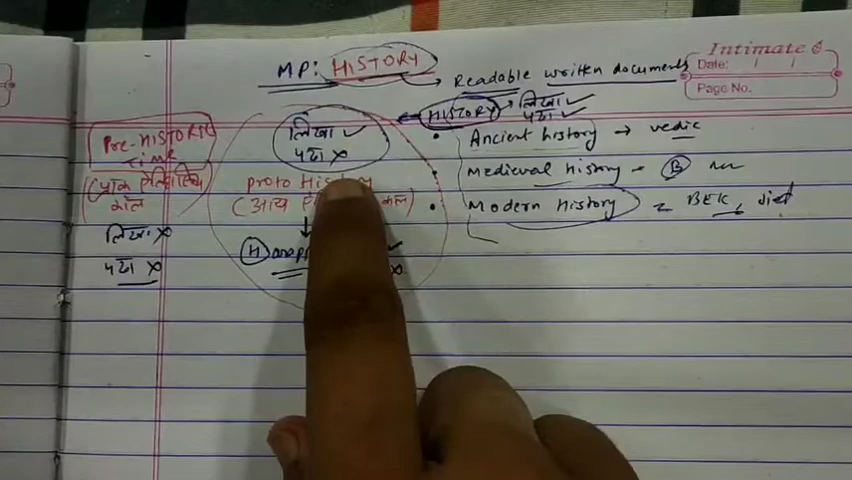 Intimate
Date:
Page No.
MP: HISTORY
Readable written documents
HISTORY लिखा ✓
पढ़ा ✓
Pre-HISTORIC
Time
लिखा ✓
पढ़ा ✗
Ancient history → vedic
Medieval history -
Proto History
Modern History
काल
लिखा ✗
पढ़ा ✗